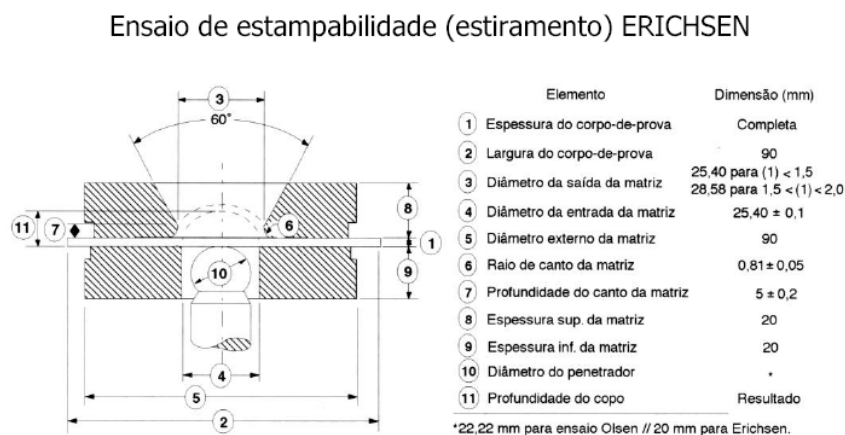 Ensaio de estampabilidade (estiramento) ERICHSEN
3
60°
11
7
6
8
1
10
9
4
5
2
Elemento Dimensão (mm)
1 Espessura do corpo-de-prova Completa
2 Largura do corpo-de-prova 90
3 Diâmetro da saída da matriz 25,40 para (1) < 1,5
28,58 para 1,5 <(1)< 2,0
4 Diâmetro da entrada da matriz 25,40 ± 0,1
5 Diâmetro externo da matriz 90
6 Raio de canto da matriz 0,81± 0,05
7 Profundidade do canto da matriz 5 ± 0,2
8 Espessura sup. da matriz 20
9 Espessura inf. da matriz 20
10 Diâmetro do penetrador *
11 Profundidade do copo Resultado
*22,22 mm para ensaio Olsen // 20 mm para Erichsen.